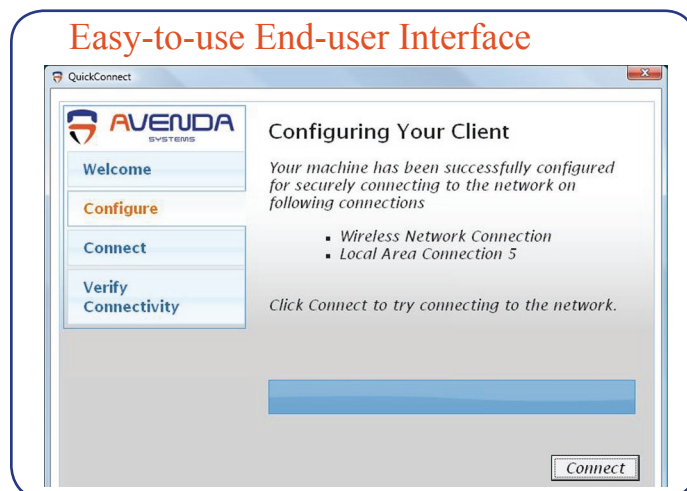 Easy-to-use End-user Interface
QuickConnect
AVENDA
SYSTEMS
Welcome
Configure
Connect
Verify
Connectivity
Configuring Your Client
Your machine has been successfully configured
for securely connecting to the network on
following connections
▪ Wireless Network Connection
▪ Local Area Connection 5
Click Connect to try connecting to the network.
Connect